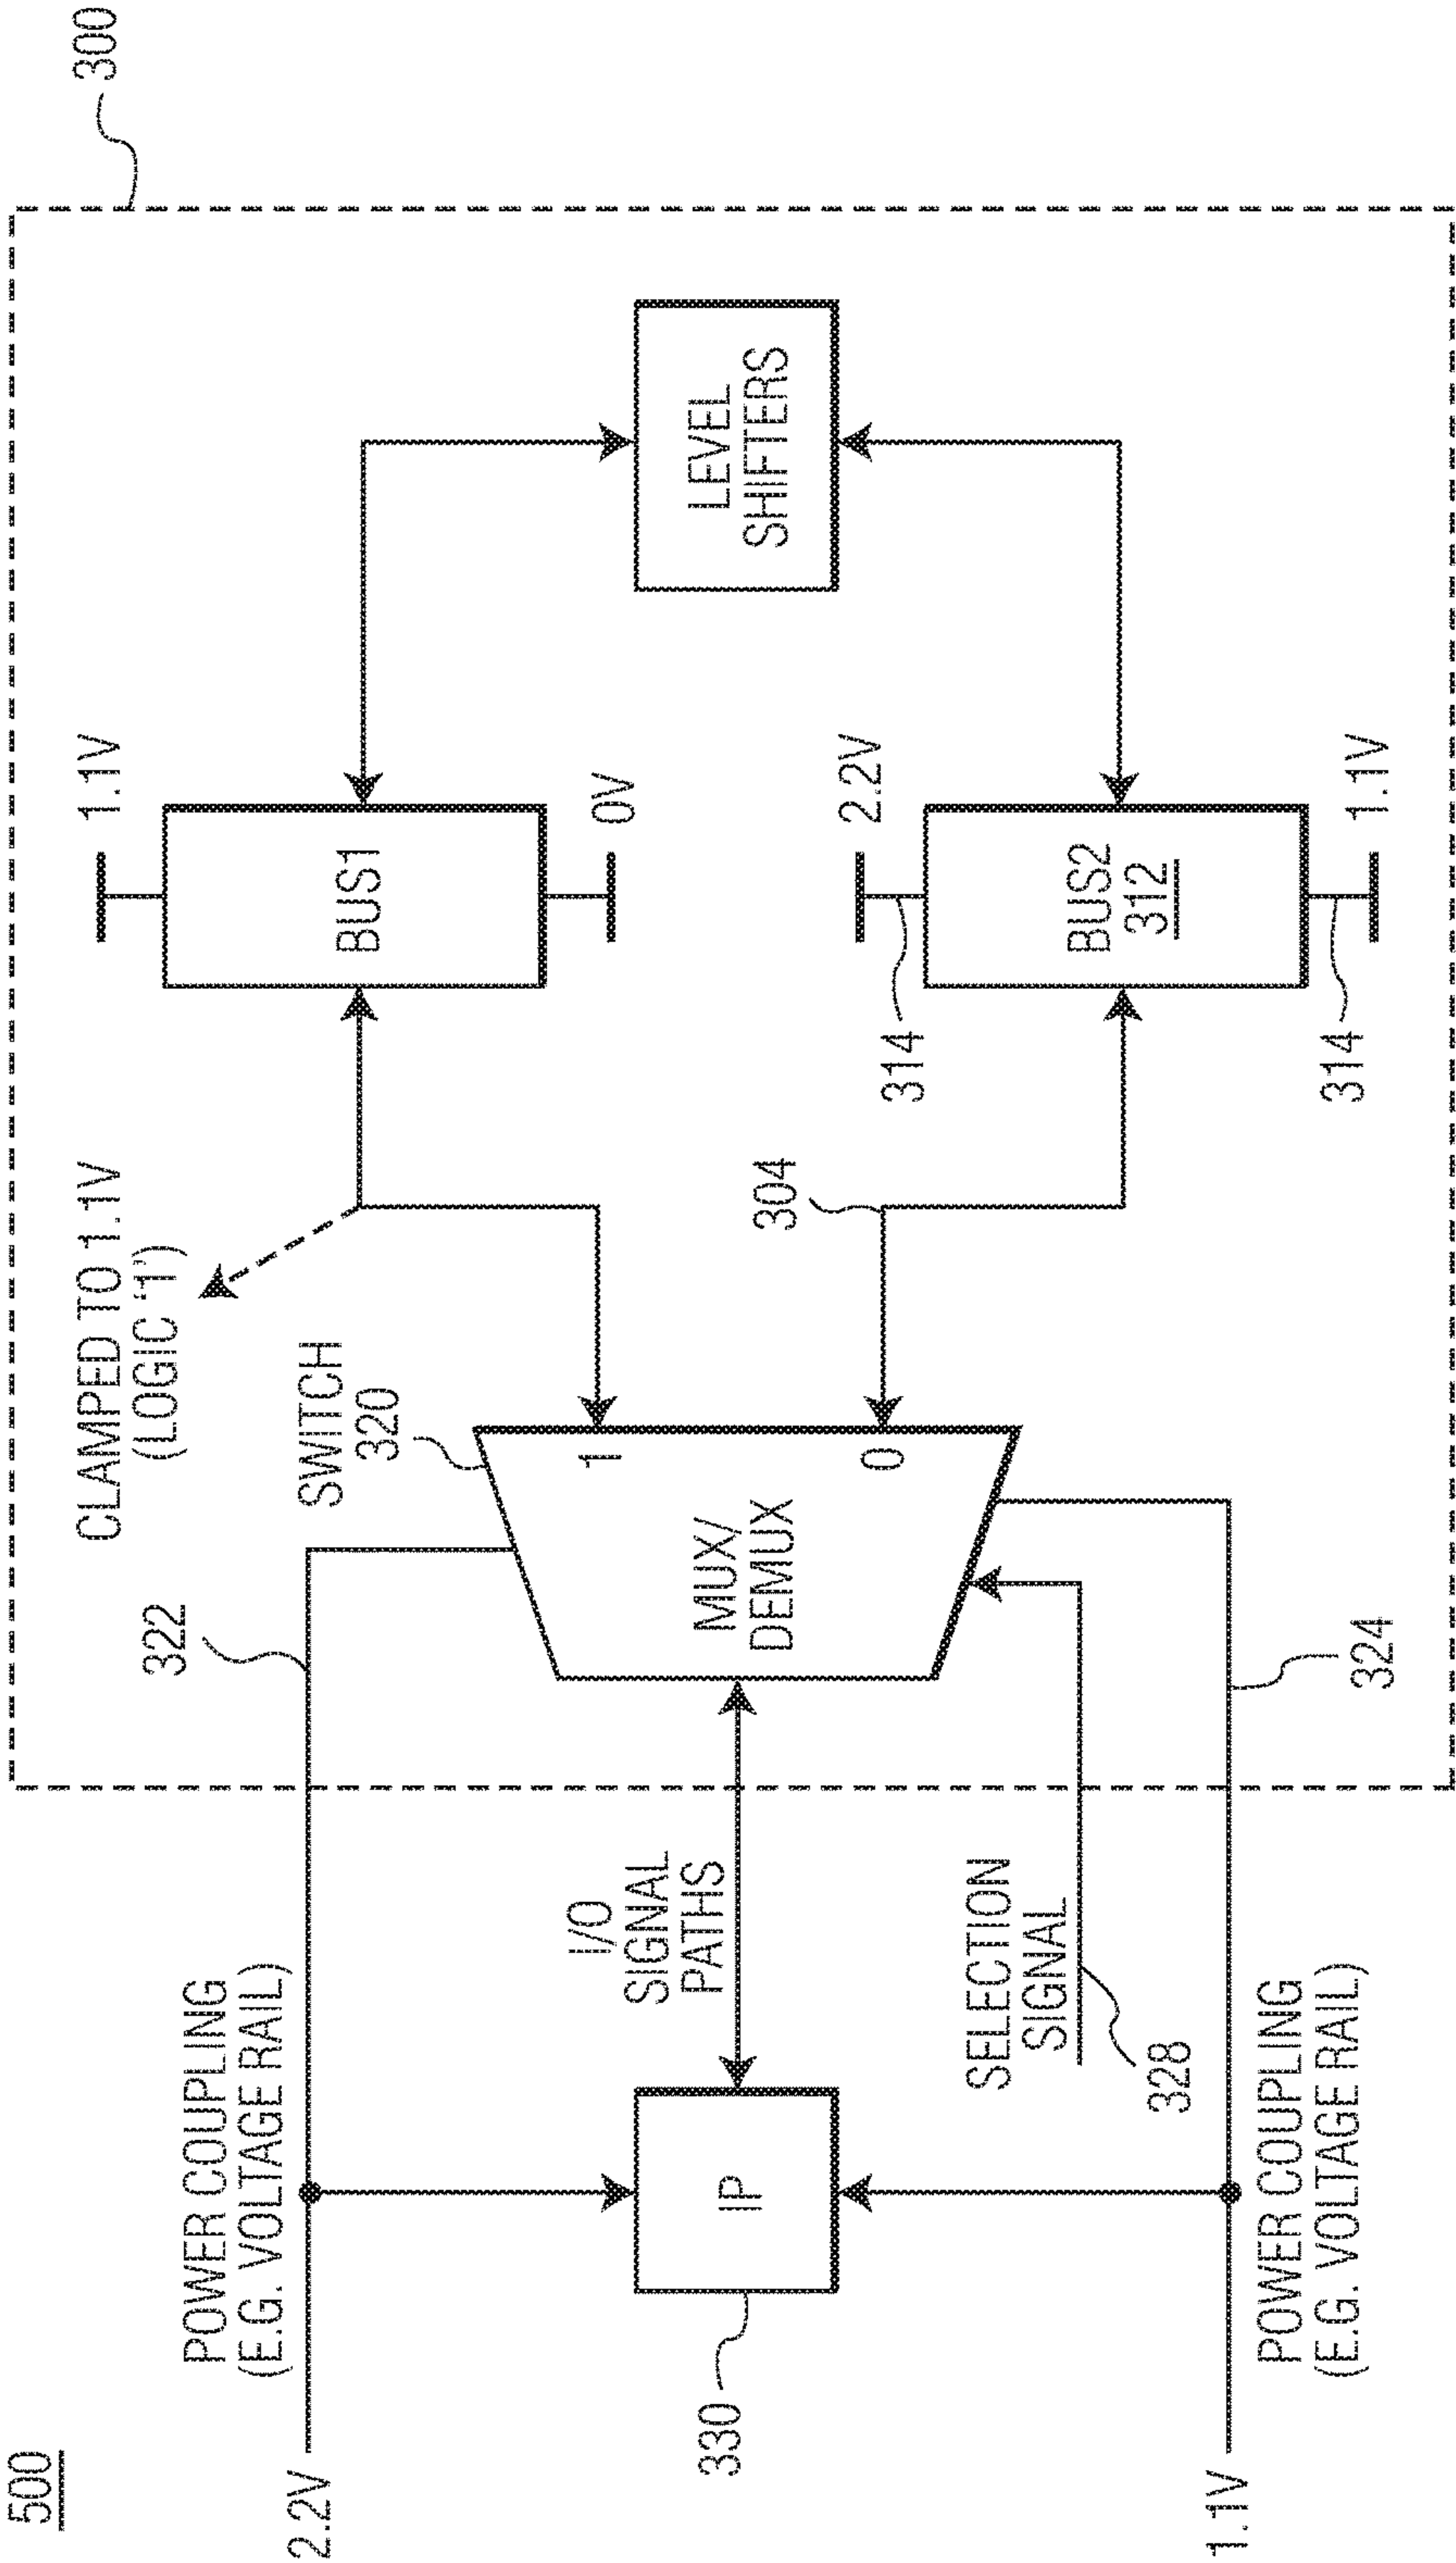 500
300
2.2V
POWER COUPLING
(E.G. VOLTAGE RAIL)
322
CLAMPED TO 1.1V
(LOGIC '1')
SWITCH
320
1.1V
BUS1
0V
330
IP
I/O
SIGNAL
PATHS
MUX/
DEMUX
1
0
304
LEVEL
SHIFTERS
SELECTION
SIGNAL
328
2.2V
314
BUS2
312
314
1.1V
1.1V
POWER COUPLING
(E.G. VOLTAGE RAIL)
324